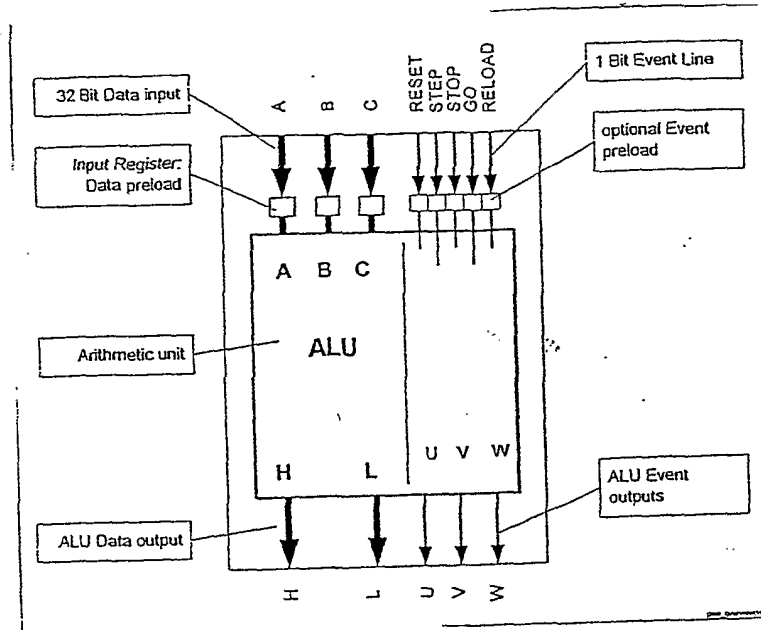 32 Bit Data input
A
B
C
RESET
STEP
STOP
GO
RELOAD
1 Bit Event Line
Input Register:
Data preload
optional Event
preload
A B C
Arithmetic unit
ALU
U V W
H L
ALU Event
outputs
ALU Data output
H
L
U
V
W